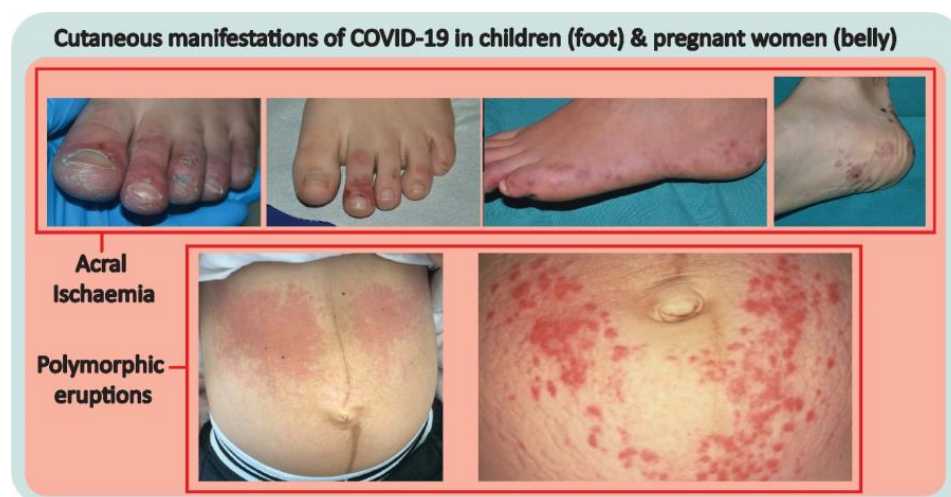 Cutaneous manifestations of COVID-19 in children (foot) & pregnant women (belly)
Acral
Ischaemia
Polymorphic
eruptions